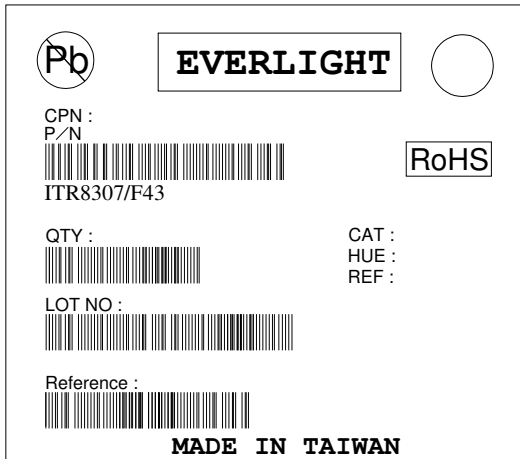 Pb
EVERLIGHT
CPN :
P/N
RoHS
ITR8307/F43
QTY :
CAT :
HUE :
REF :
LOT NO :
Reference :
MADE IN TAIWAN